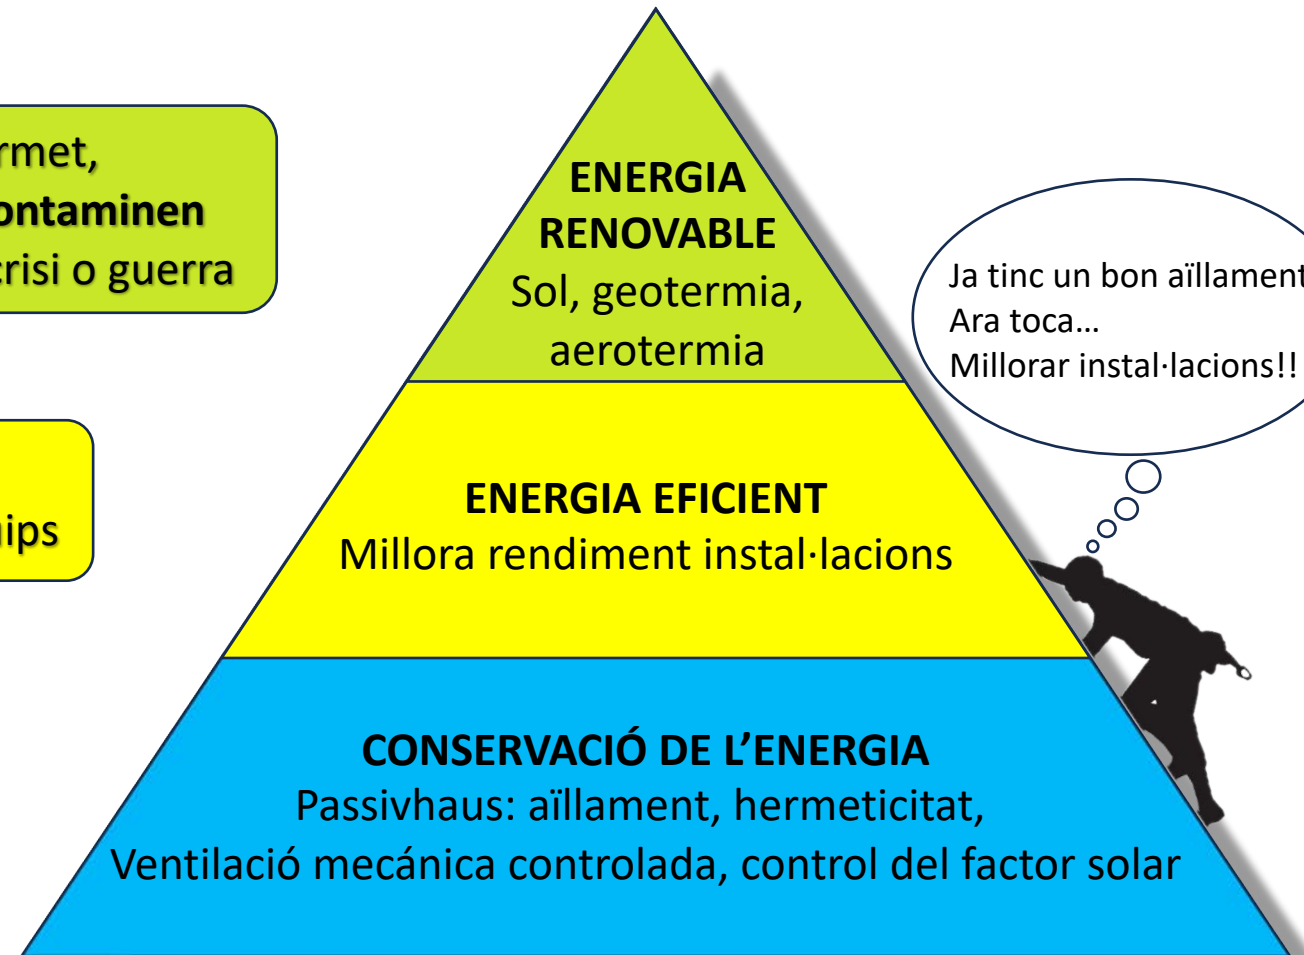 rmet,
ontaminen
crisi o guerra
ips
ENERGIA
RENOVABLE
Sol, geotermia,
aerotermia
Ja tinc un bon aïllament
Ara toca...
Millorar instal·lacions!!
ENERGIA EFICIENT
Millora rendiment instal·lacions
CONSERVACIÓ DE L’ENERGIA
Passivhaus: aïllament, hermeticitat,
Ventilació mecánica controlada, control del factor solar